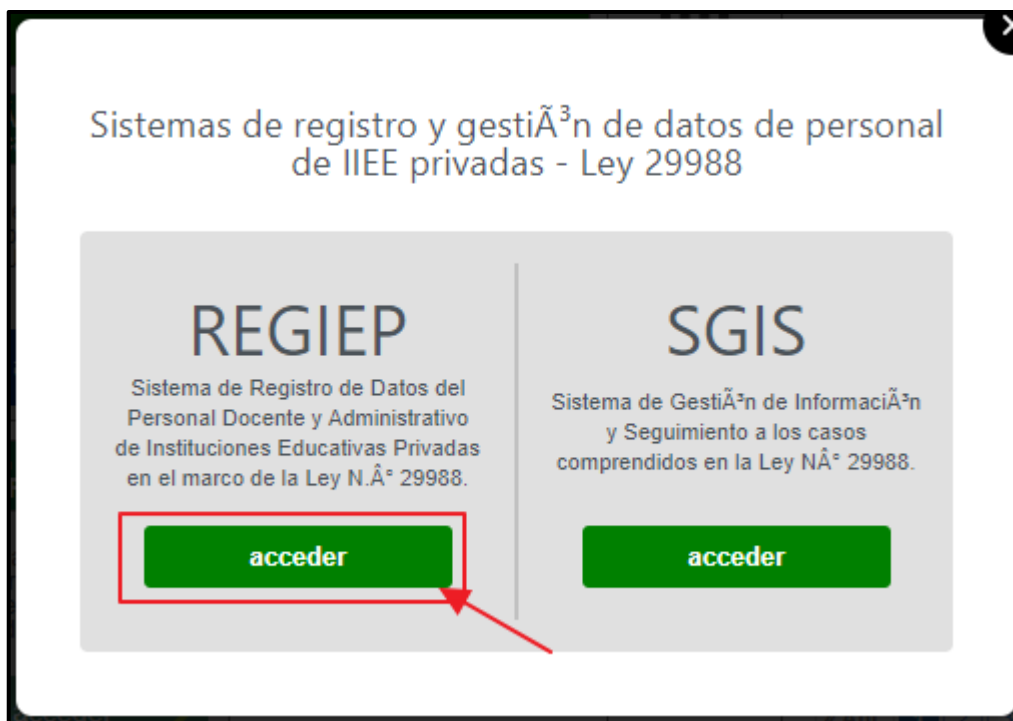 Sistemas de registro y gestiÃ³n de datos de personal
de IIEE privadas - Ley 29988
REGIEP
Sistema de Registro de Datos del
Personal Docente y Administrativo
de Instituciones Educativas Privadas
en el marco de la Ley N.Â° 29988.
acceder
SGIS
Sistema de GestiÃ³n de InformaciÃ³n
y Seguimiento a los casos
comprendidos en la Ley NÂ° 29988.
acceder